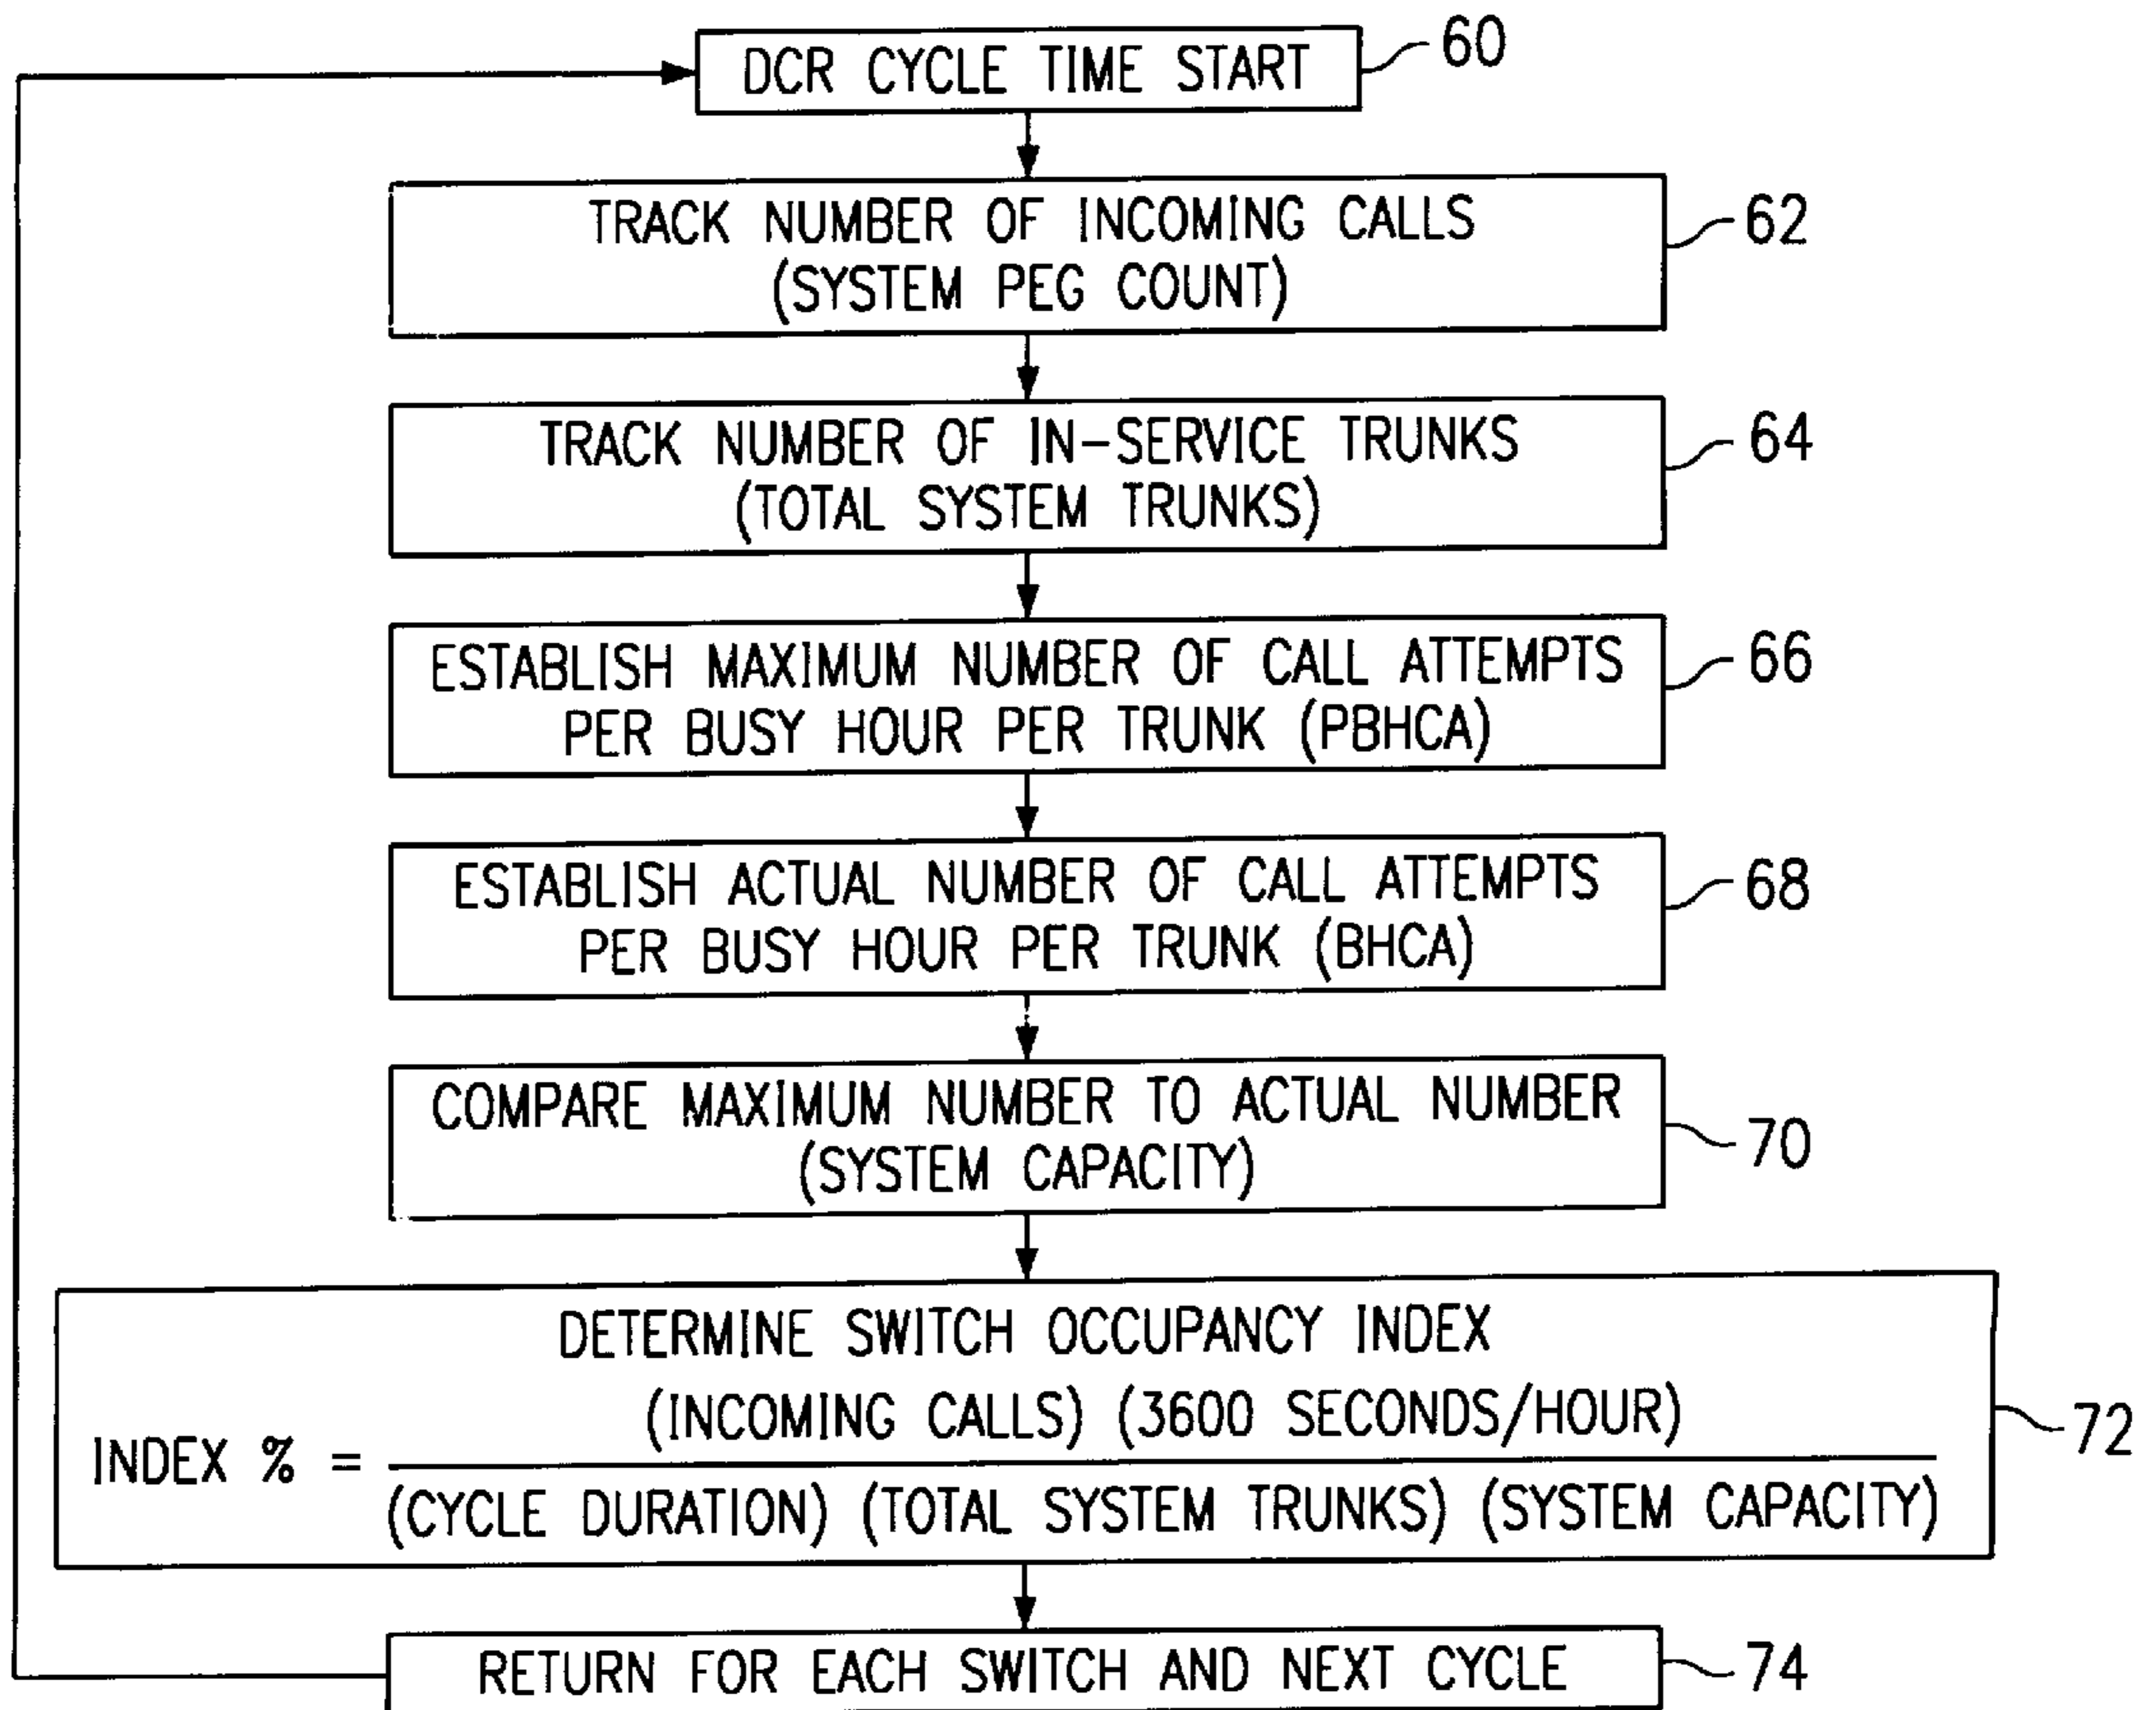 DCR CYCLE TIME START
60
TRACK NUMBER OF INCOMING CALLS
(SYSTEM PEG COUNT)
62
TRACK NUMBER OF IN-SERVICE TRUNKS
(TOTAL SYSTEM TRUNKS)
64
ESTABLISH MAXIMUM NUMBER OF CALL ATTEMPTS
PER BUSY HOUR PER TRUNK (PBHCA)
66
ESTABLISH ACTUAL NUMBER OF CALL ATTEMPTS
PER BUSY HOUR PER TRUNK (BHCA)
68
COMPARE MAXIMUM NUMBER TO ACTUAL NUMBER
(SYSTEM CAPACITY)
70
DETERMINE SWITCH OCCUPANCY INDEX
(INCOMING CALLS) (3600 SECONDS/HOUR)
INDEX % =
(CYCLE DURATION) (TOTAL SYSTEM TRUNKS) (SYSTEM CAPACITY)
72
RETURN FOR EACH SWITCH AND NEXT CYCLE
74